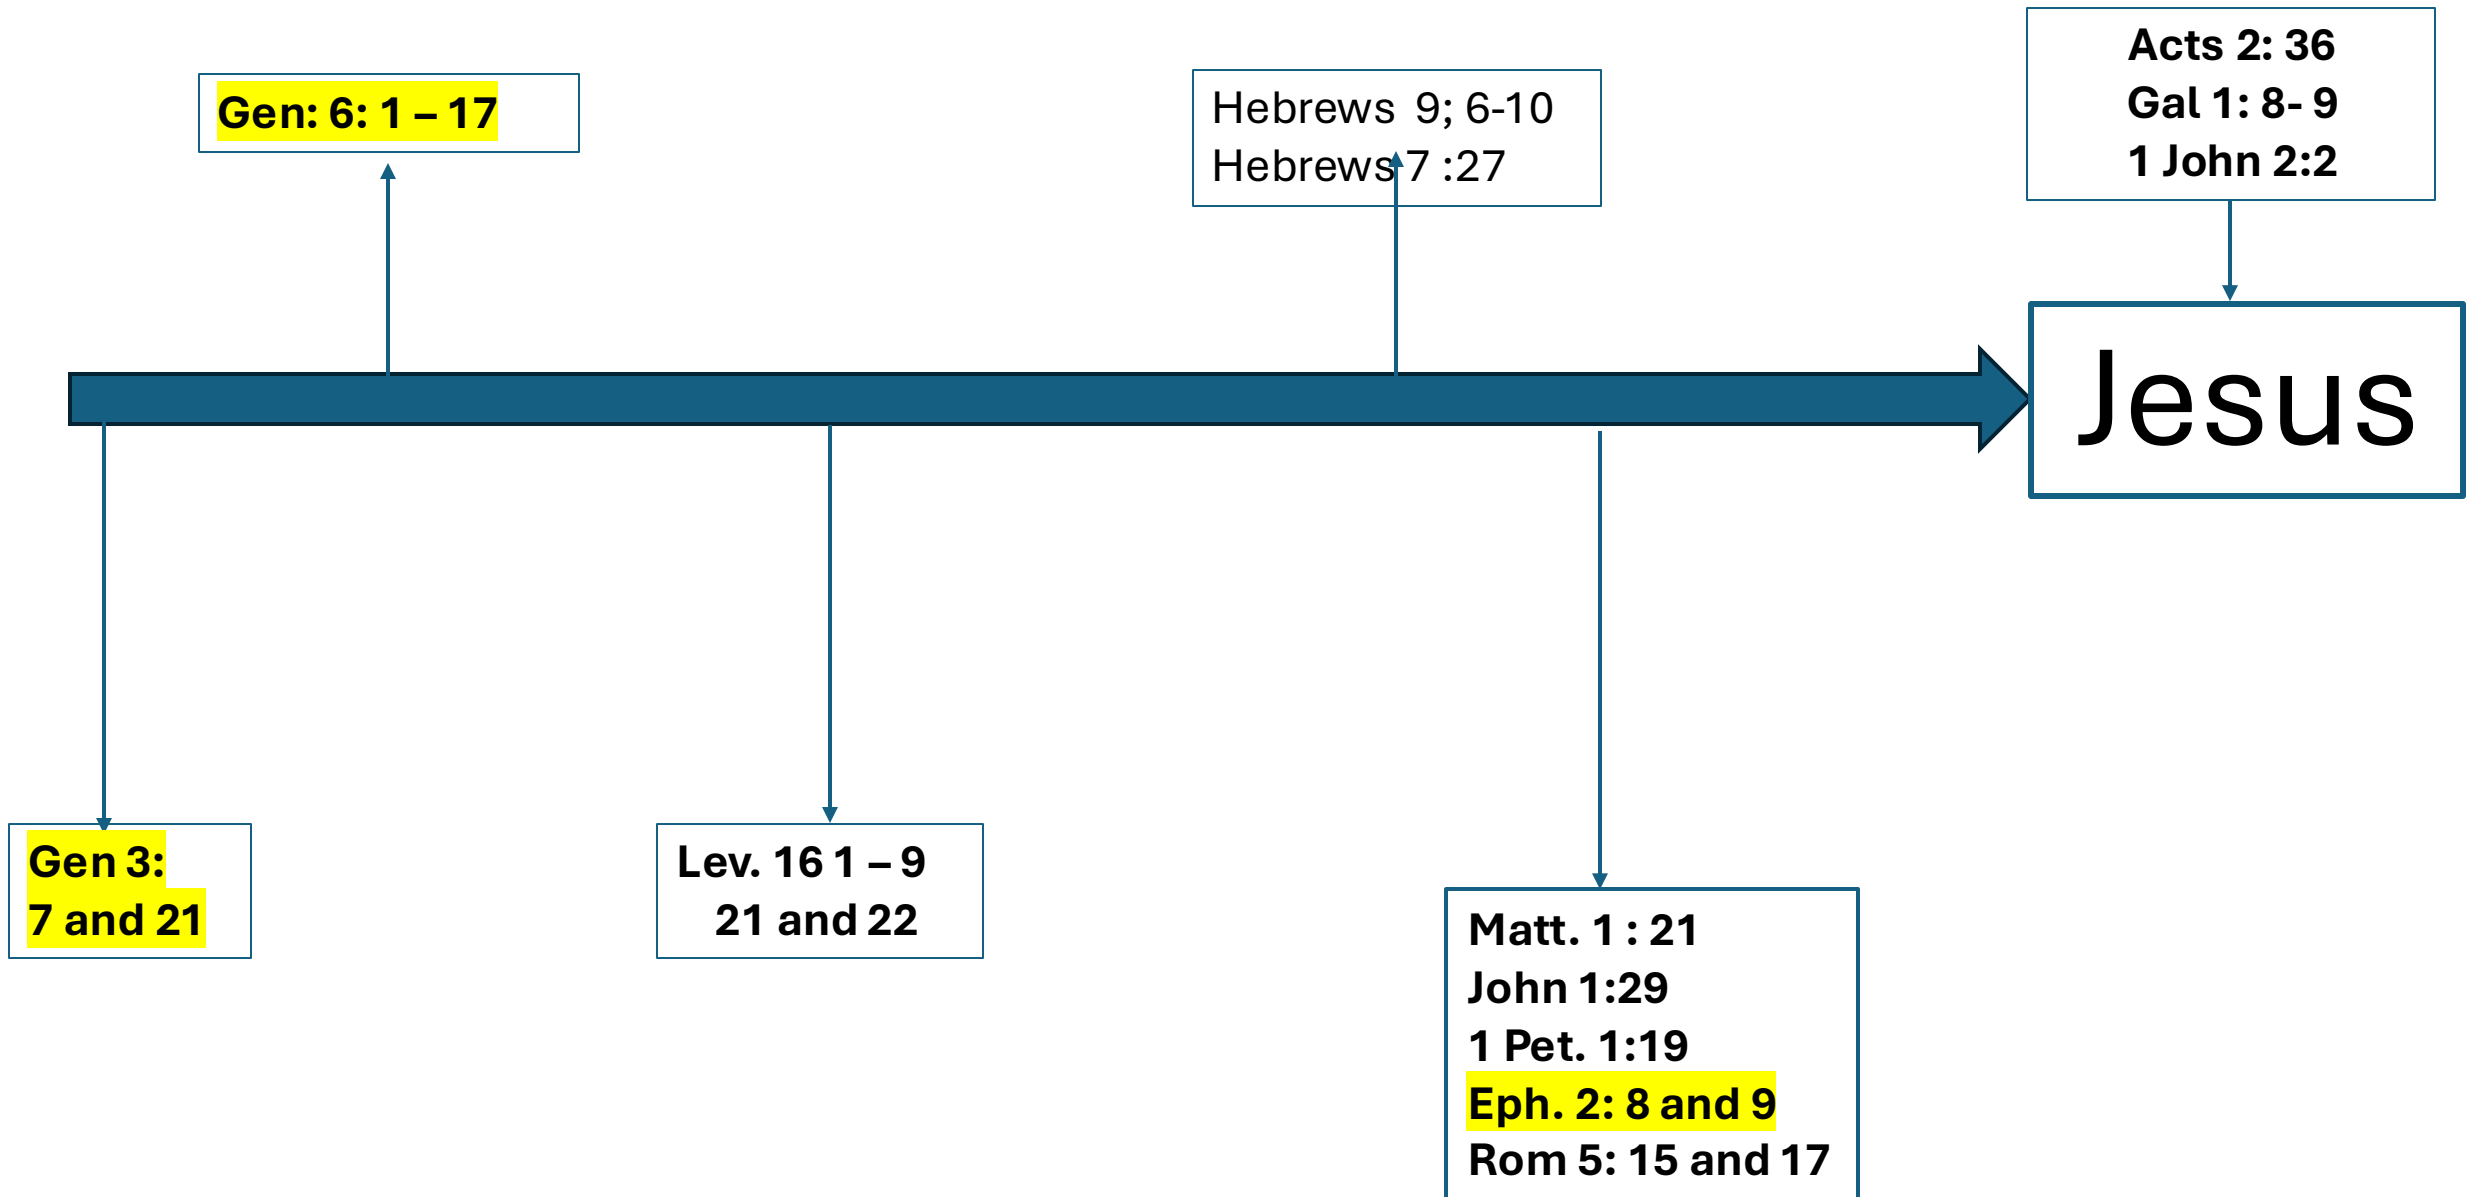 Gen: 6: 1 – 17
Hebrews  9; 6-10
Hebrews 7 :27
Acts 2: 36
Gal 1: 8- 9
1 John 2:2
Jesus
Gen 3:
7 and 21
Lev. 16 1 – 9
21 and 22
Matt. 1 : 21
John 1:29
1 Pet. 1:19
Eph. 2: 8 and 9
Rom 5: 15 and 17